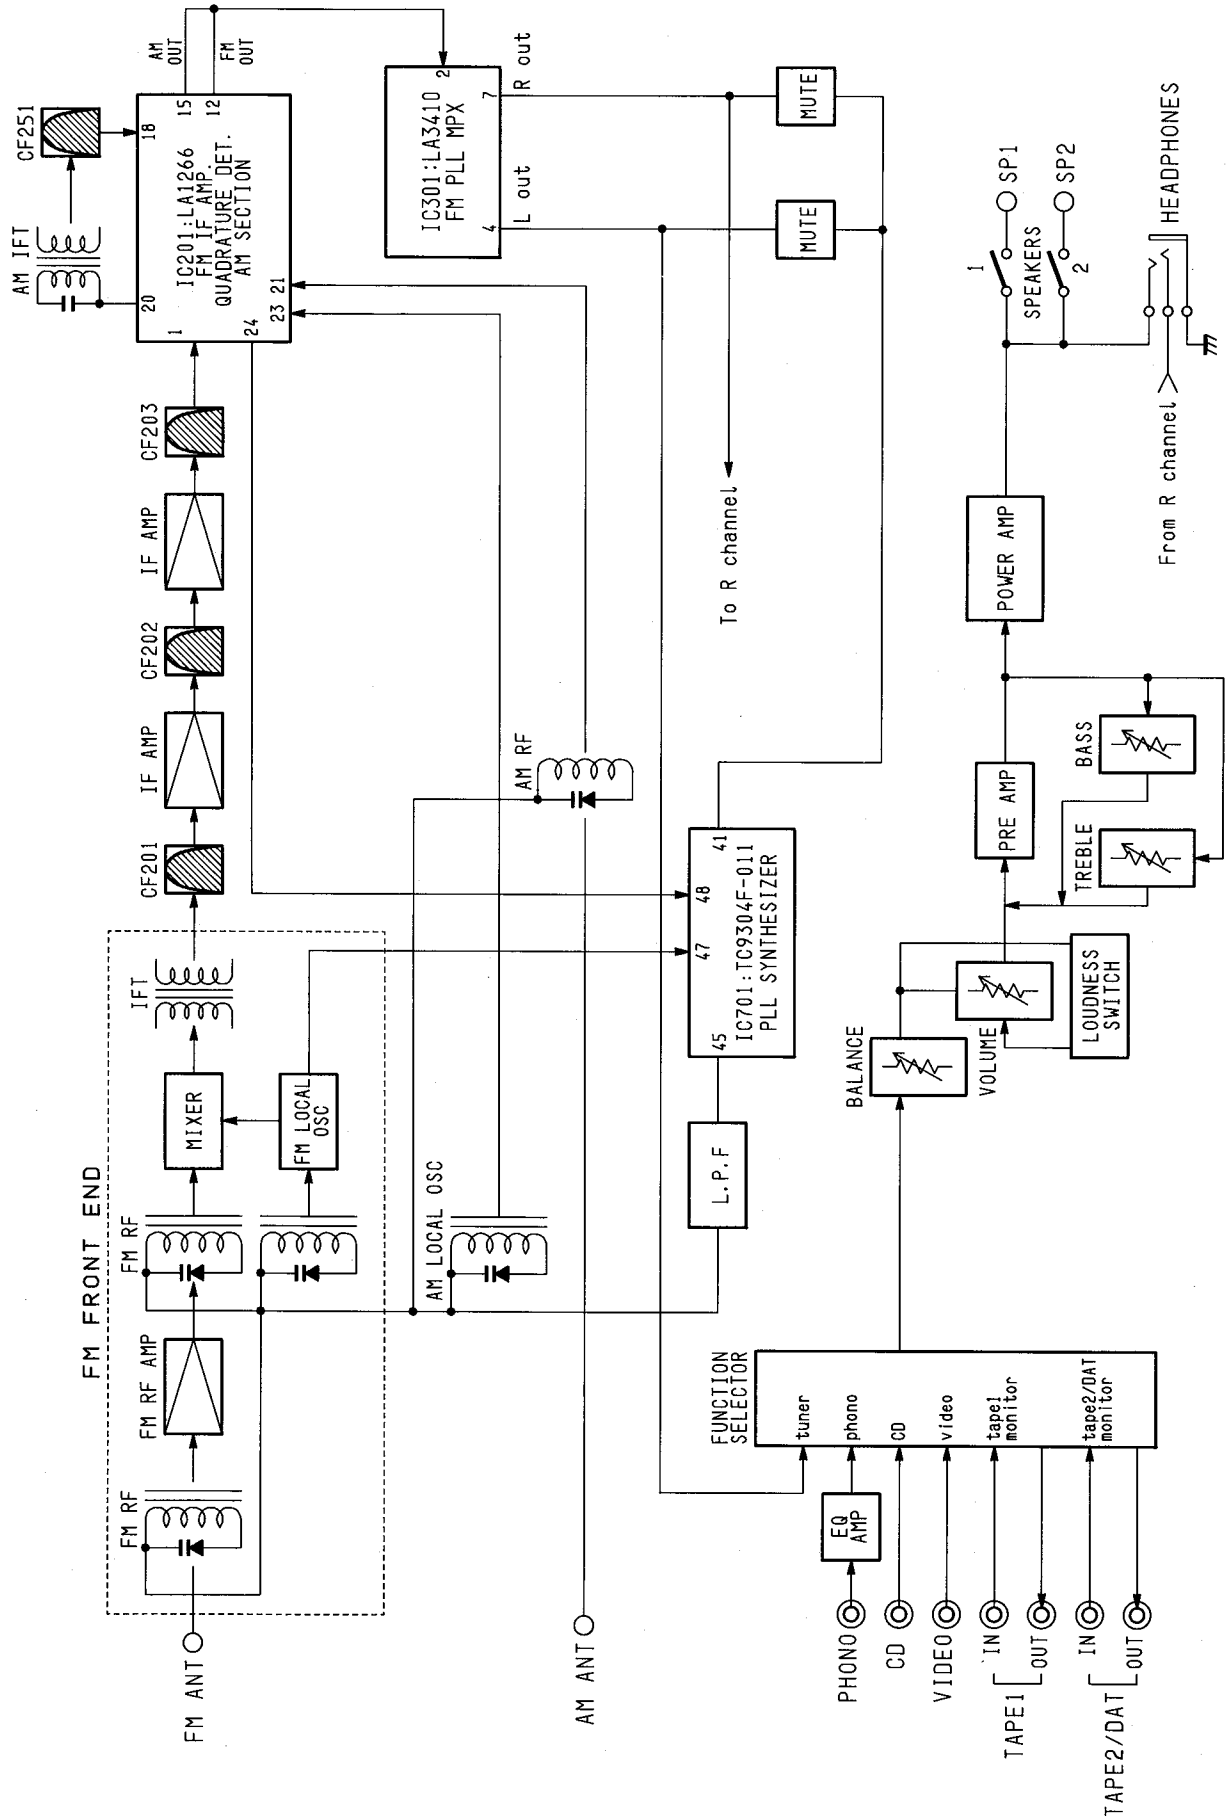 FM FRONT END
FM ANT
FM RF
FM RF AMP
FM RF
MIXER
FM LOCAL
OSC
IFT
CF201
IF AMP
CF202
IF AMP
CF203
AM IFT
CF251
1
20
18
15
12
24
23
21
IC201:LA1266
FM IF AMP.
QUADRATURE DET.
AM SECTION
AM
OUT
FM
OUT
2
IC301:LA3410
FM PLL MPX
4
7
L out
R out
MUTE
MUTE
To R channel
AM ANT
AM LOCAL OSC
AM RF
L.P.F
45
47
48
41
IC701:TC9304F-011
PLL SYNTHESIZER
FUNCTION
SELECTOR
tuner
phono
CD
video
tape1
monitor
tape2/DAT
monitor
PHONO
EQ
AMP
CD
VIDEO
TAPE1
IN
OUT
TAPE2/DAT
IN
OUT
BALANCE
VOLUME
LOUDNESS
SWITCH
PRE AMP
TREBLE
BASS
POWER AMP
SPEAKERS
1
2
SP1
SP2
HEADPHONES
From R channel